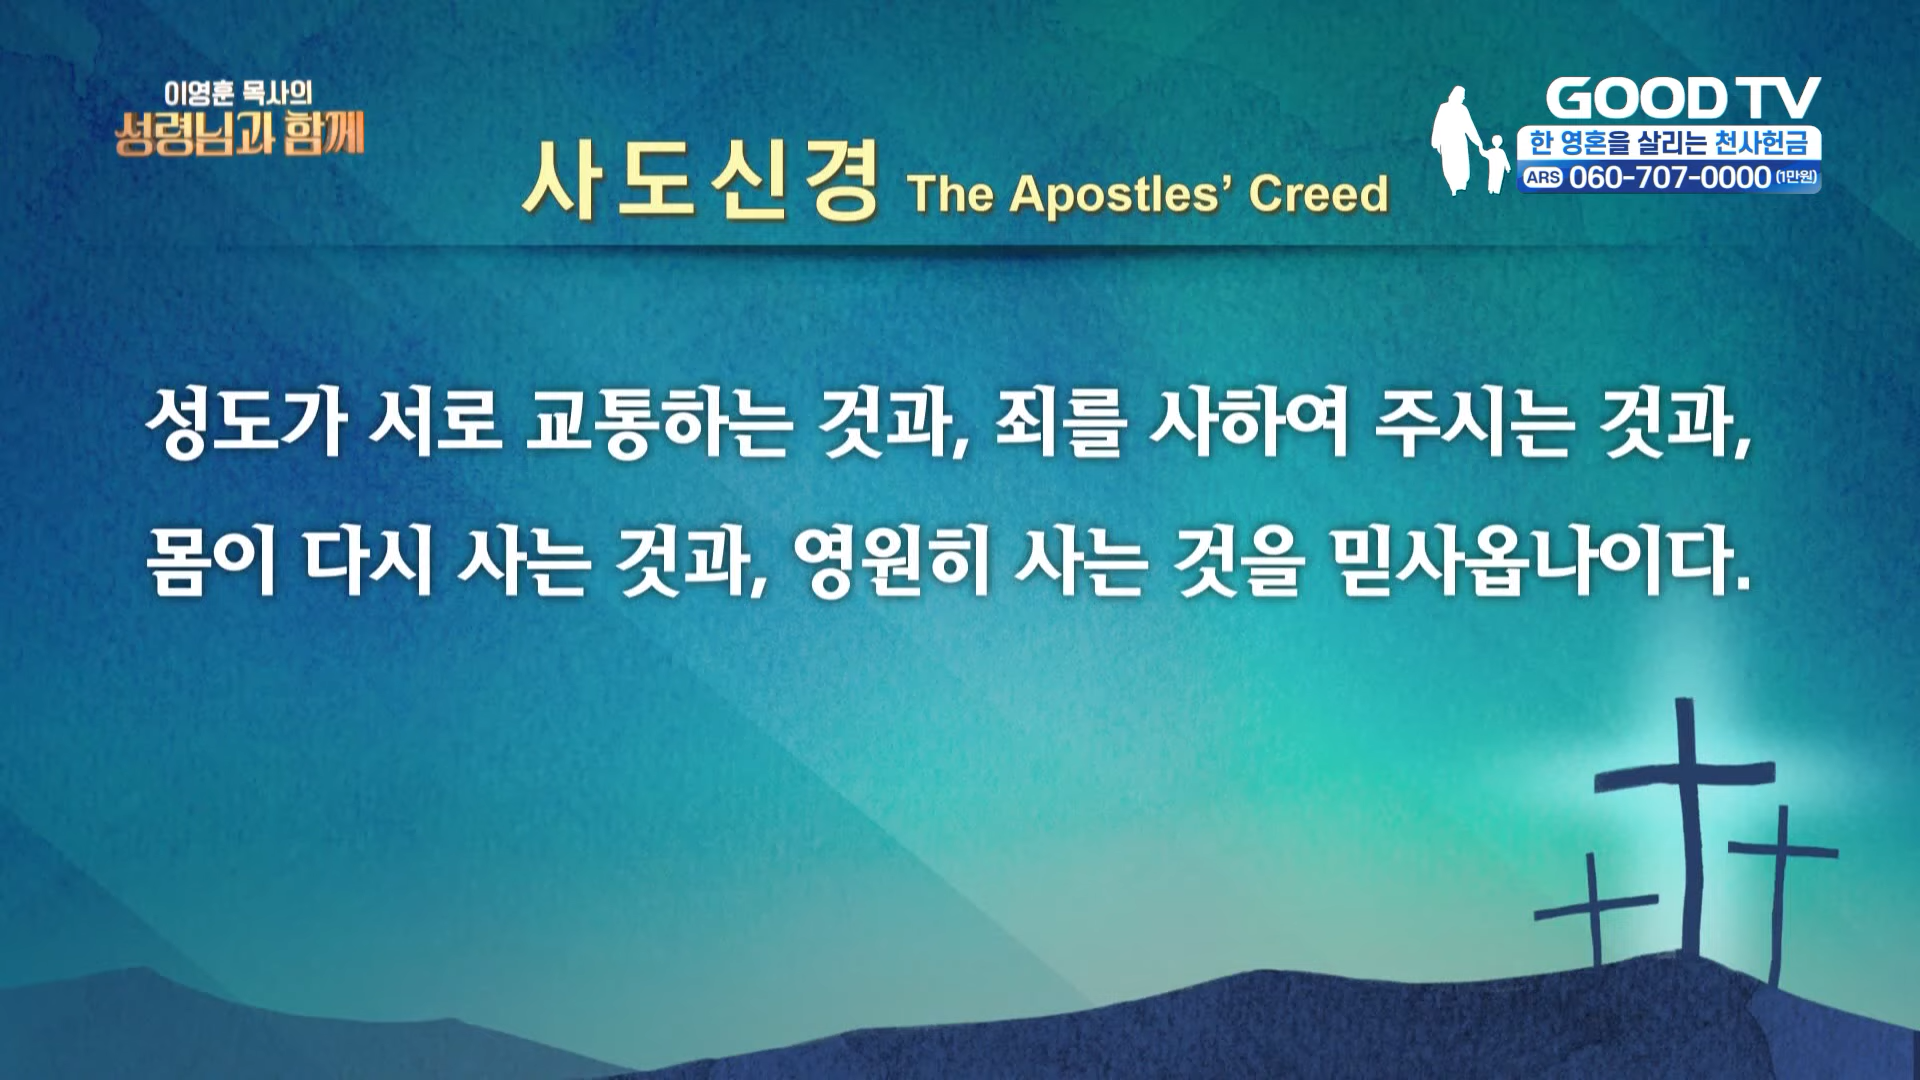 이영훈 목사의
성령님과 함께
사도신경 The Apostles’ Creed
GOOD TV
한 영혼을 살리는 천사헌금
ARS 060-707-0000 (1만원)
성도가 서로 교통하는 것과, 죄를 사하여 주시는 것과,
몸이 다시 사는 것과, 영원히 사는 것을 믿사옵나이다.